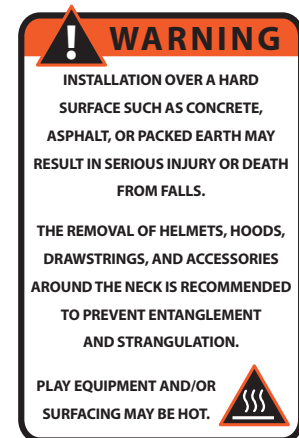 WARNING
INSTALLATION OVER A HARD
SURFACE SUCH AS CONCRETE,
ASPHALT, OR PACKED EARTH MAY
RESULT IN SERIOUS INJURY OR DEATH
FROM FALLS.
THE REMOVAL OF HELMETS, HOODS,
DRAWSTRINGS, AND ACCESSORIES
AROUND THE NECK IS RECOMMENDED
TO PREVENT ENTANGLEMENT
AND STRANGULATION.
PLAY EQUIPMENT AND/OR
SURFACING MAY BE HOT.